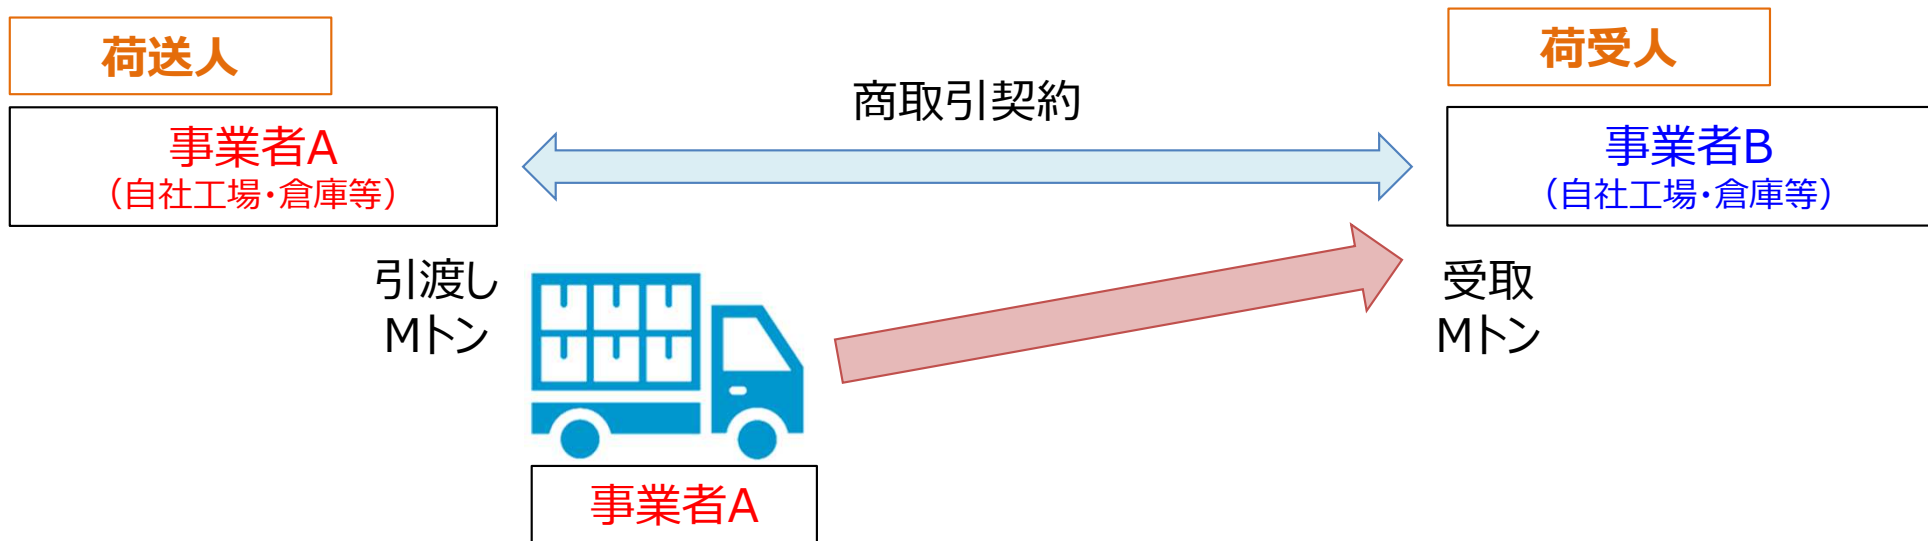 荷送人
事業者A
（自社工場･倉庫等）
商取引契約
荷受人
事業者B
（自社工場･倉庫等）
引渡し
Mトン
受取
Mトン
事業者A